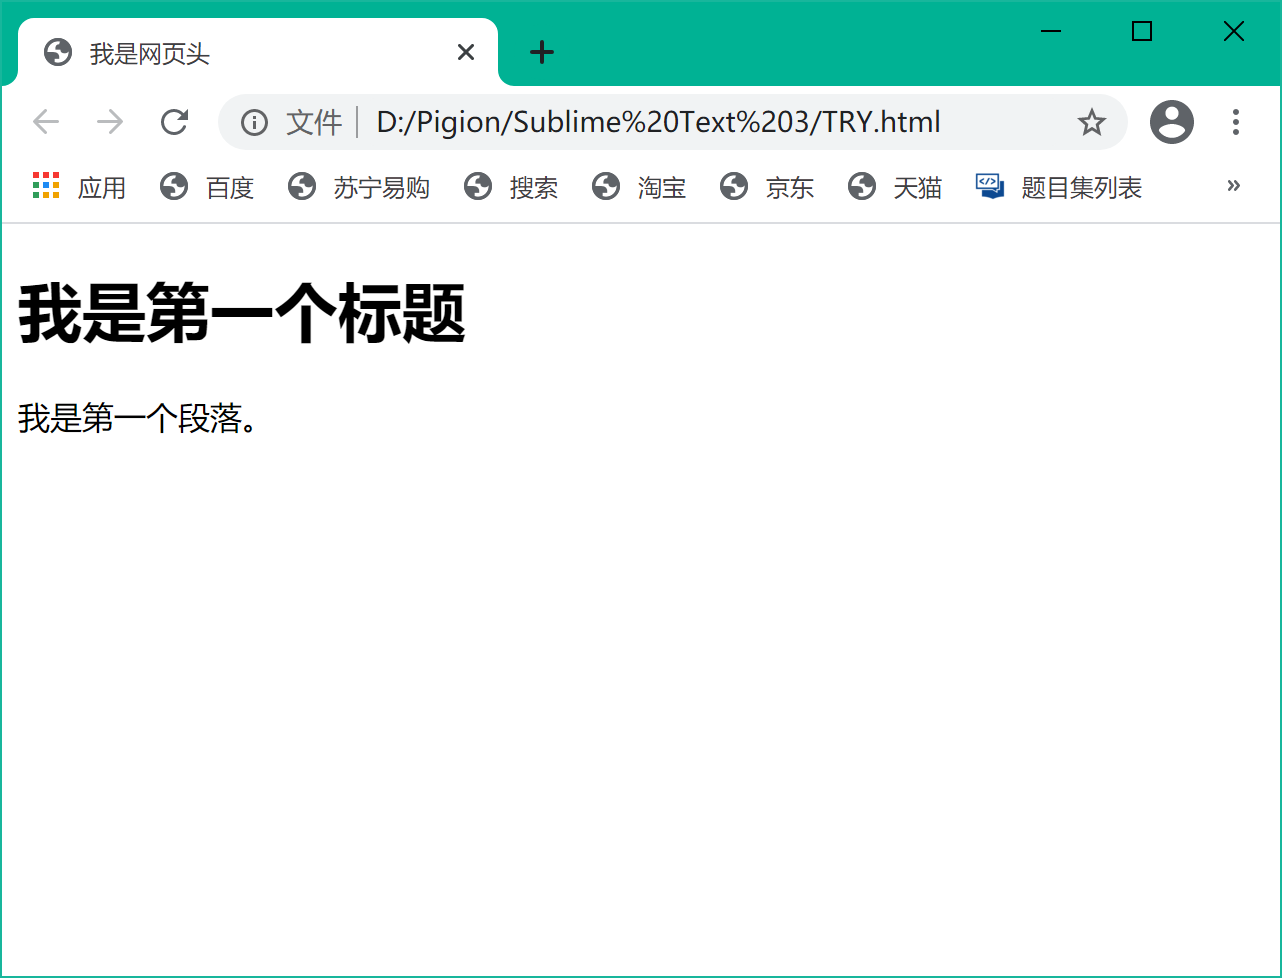 我是网页头
文件 D:/Pigion/Sublime%20Text%203/TRY.html
应用 百度 苏宁易购 搜索 淘宝 京东 天猫 题目集列表 »
我是第一个标题
我是第一个段落。